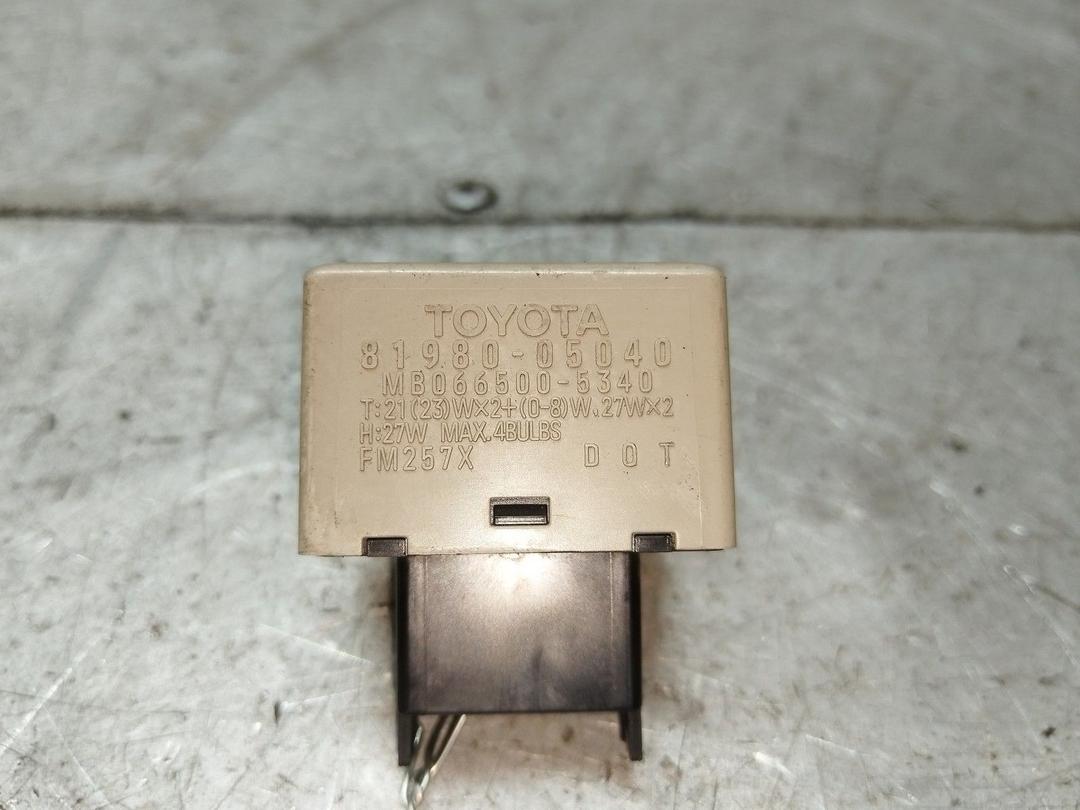 TOYOTA
81980-05040
MB066500-5340
T:21(23)W×2+(0-8)W.27W×2
H:27W MAX.4BULBS
FM257X DOT